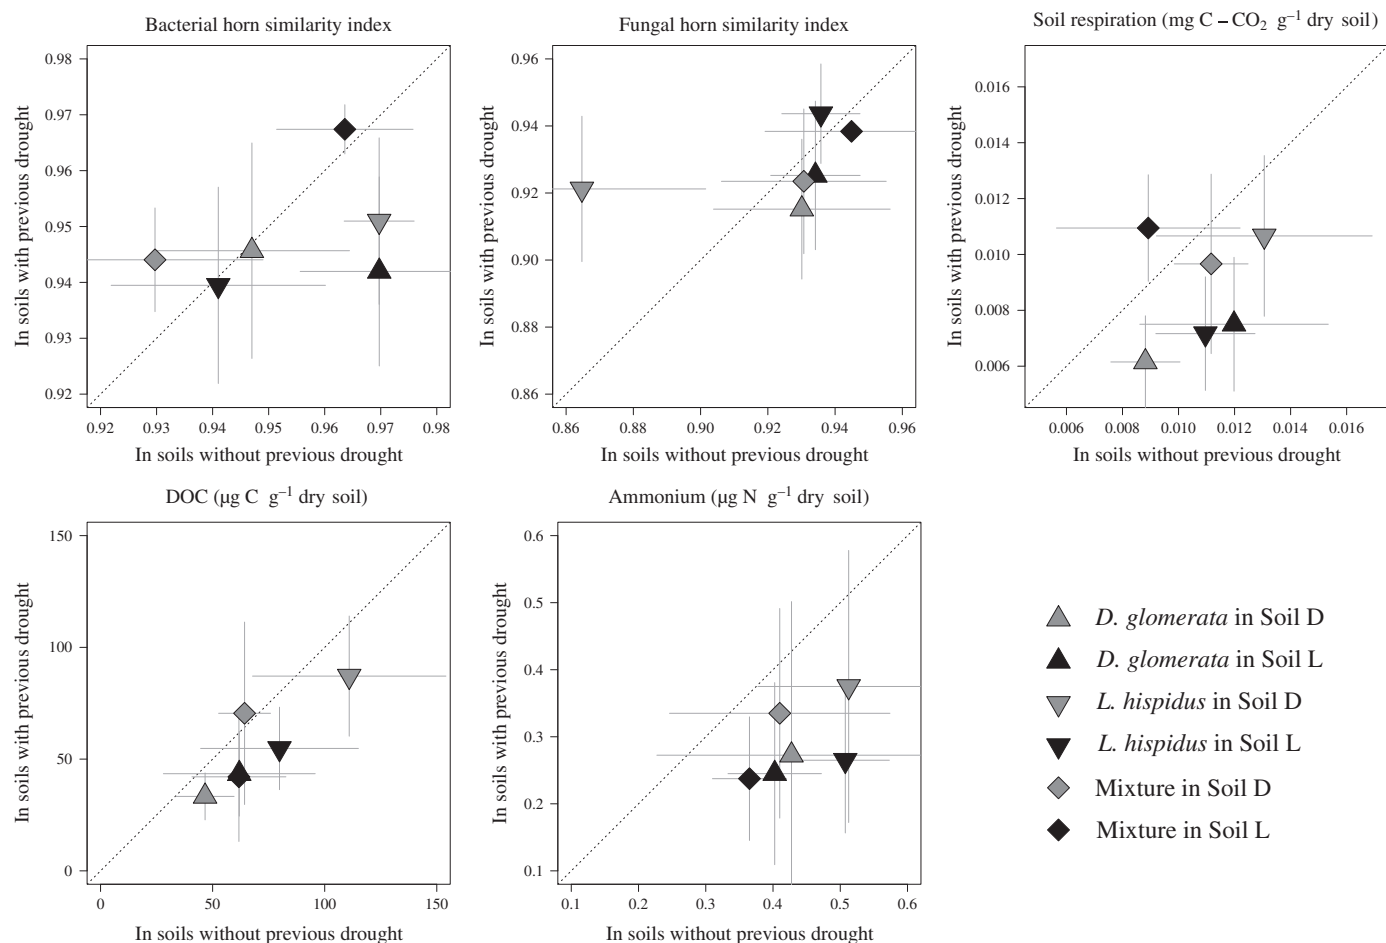 Bacterial horn similarity index
0.98
0.97
0.96
0.95
0.94
0.93
0.92
In soils with previous drought
0.92 0.93 0.94 0.95 0.96 0.97 0.98
In soils without previous drought
Fungal horn similarity index
0.96
0.94
0.92
0.90
0.88
0.86
In soils with previous drought
0.86 0.88 0.90 0.92 0.94 0.96
In soils without previous drought
Soil respiration (mg C – CO₂ g⁻¹ dry soil)
0.016
0.014
0.012
0.010
0.008
0.006
In soils with previous drought
0.006 0.008 0.010 0.012 0.014 0.016
In soils without previous drought
DOC (µg C g⁻¹ dry soil)
150
100
50
0
In soils with previous drought
0 50 100 150
In soils without previous drought
Ammonium (µg N g⁻¹ dry soil)
0.6
0.5
0.4
0.3
0.2
0.1
In soils with previous drought
0.1 0.2 0.3 0.4 0.5 0.6
In soils without previous drought
D. glomerata in Soil D
D. glomerata in Soil L
L. hispidus in Soil D
L. hispidus in Soil L
Mixture in Soil D
Mixture in Soil L